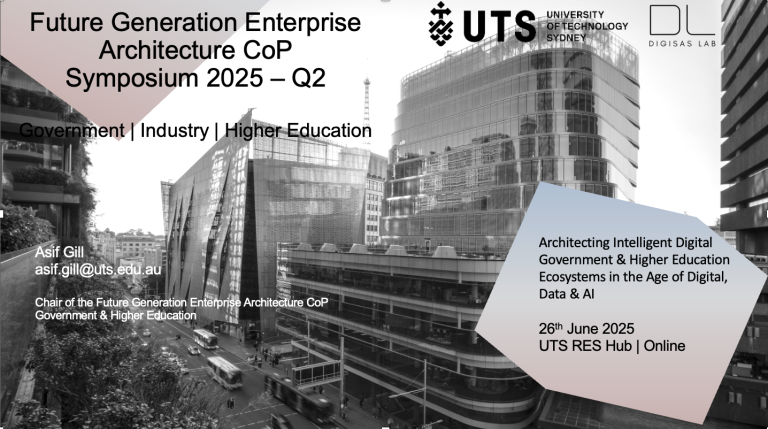 Future Generation Enterprise
Architecture CoP
Symposium 2025 – Q2
Government | Industry | Higher Education
UTS
UNIVERSITY
OF TECHNOLOGY
SYDNEY
DL
DIGISAS LAB
Asif Gill
asif.gill@uts.edu.au
Chair of the Future Generation Enterprise Architecture CoP
Government & Higher Education
Architecting Intelligent Digital
Government & Higher Education
Ecosystems in the Age of Digital,
Data & AI
26th June 2025
UTS RES Hub | Online